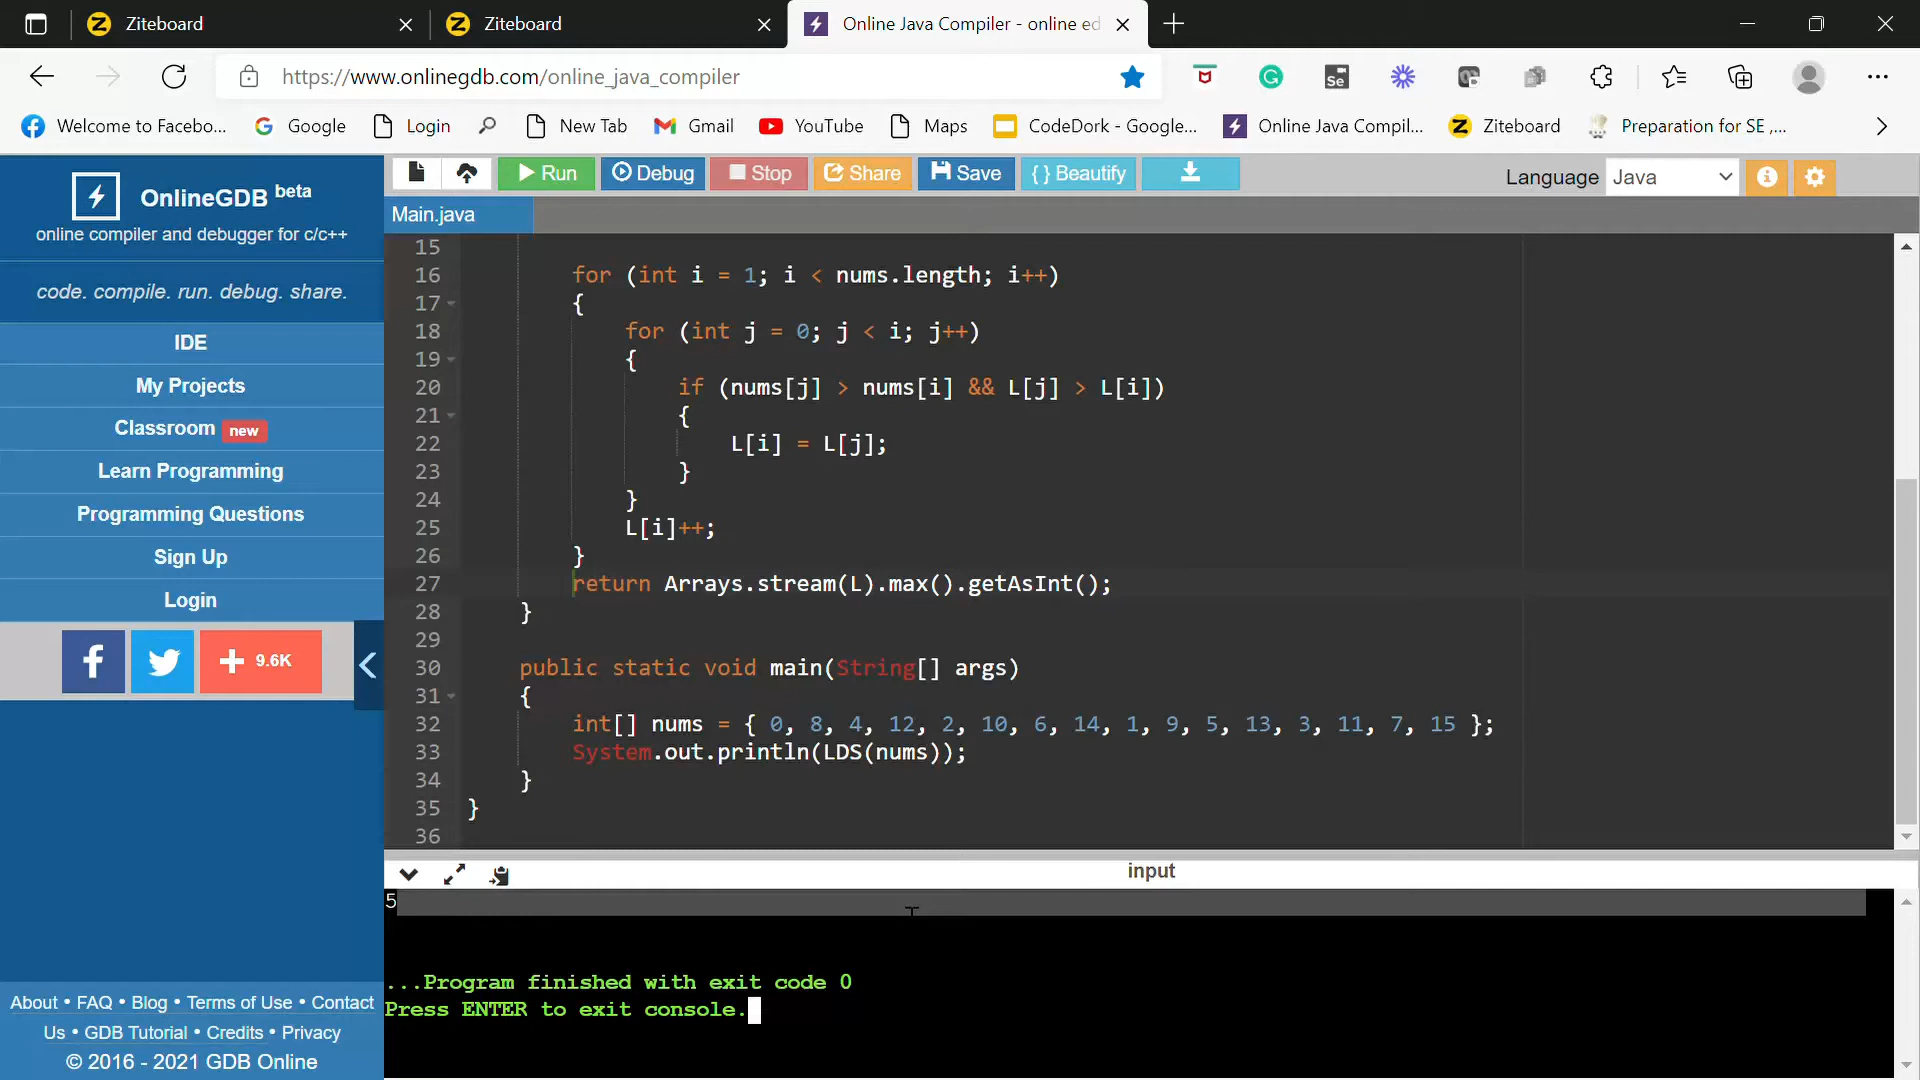 Ziteboard
Ziteboard
Online Java Compiler - online ed
https://www.onlinegdb.com/online_java_compiler
Welcome to Facebo...
Google
Login
New Tab
Gmail
YouTube
Maps
CodeDork - Google...
Online Java Compil...
Ziteboard
Preparation for SE ,...
OnlineGDB beta
online compiler and debugger for c/c++
code. compile. run. debug. share.
IDE
My Projects
Classroom new
Learn Programming
Programming Questions
Sign Up
Login
9.6K
About • FAQ • Blog • Terms of Use • Contact
Us • GDB Tutorial • Credits • Privacy
© 2016 - 2021 GDB Online
Run
Debug
Stop
Share
Save
{ } Beautify
Language Java
Main.java
15
16 for (int i = 1; i < nums.length; i++)
17 {
18 for (int j = 0; j < i; j++)
19 {
20 if (nums[j] > nums[i] && L[j] > L[i])
21 {
22 L[i] = L[j];
23 }
24 }
25 L[i]++;
26 }
27 return Arrays.stream(L).max().getAsInt();
28 }
29
30 public static void main(String[] args)
31 {
32 int[] nums = { 0, 8, 4, 12, 2, 10, 6, 14, 1, 9, 5, 13, 3, 11, 7, 15 };
33 System.out.println(LDS(nums));
34 }
35 }
36
input
5
...Program finished with exit code 0
Press ENTER to exit console.